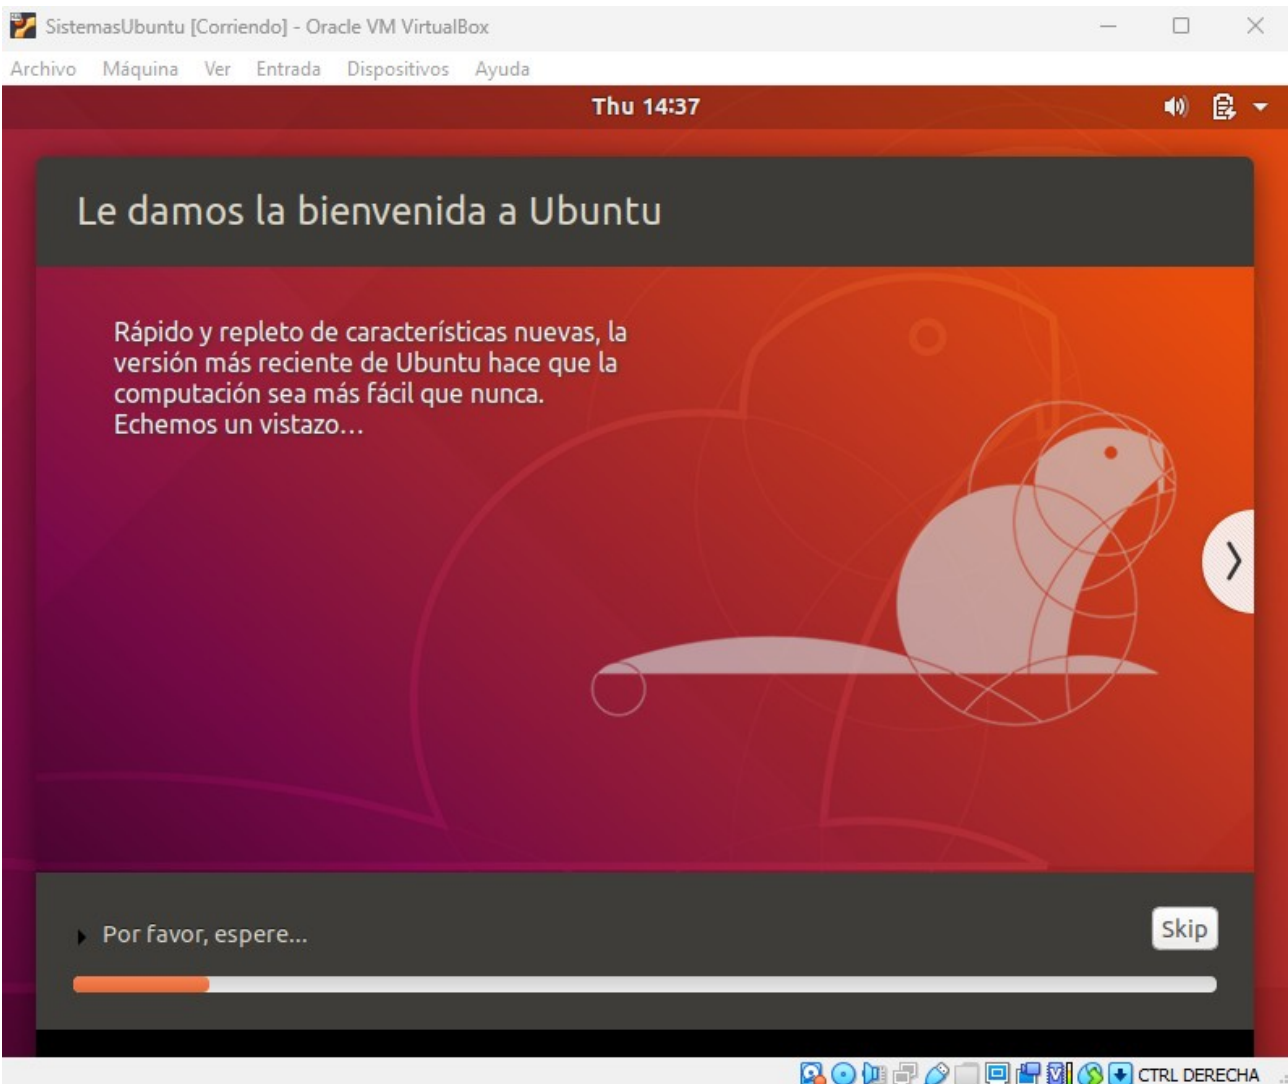 SistemasUbuntu [Corriendo] - Oracle VM VirtualBox
Archivo Máquina Ver Entrada Dispositivos Ayuda
Thu 14:37
Le damos la bienvenida a Ubuntu
Rápido y repleto de características nuevas, la
versión más reciente de Ubuntu hace que la
computación sea más fácil que nunca.
Echemos un vistazo…
Por favor, espere...
Skip
CTRL DERECHA